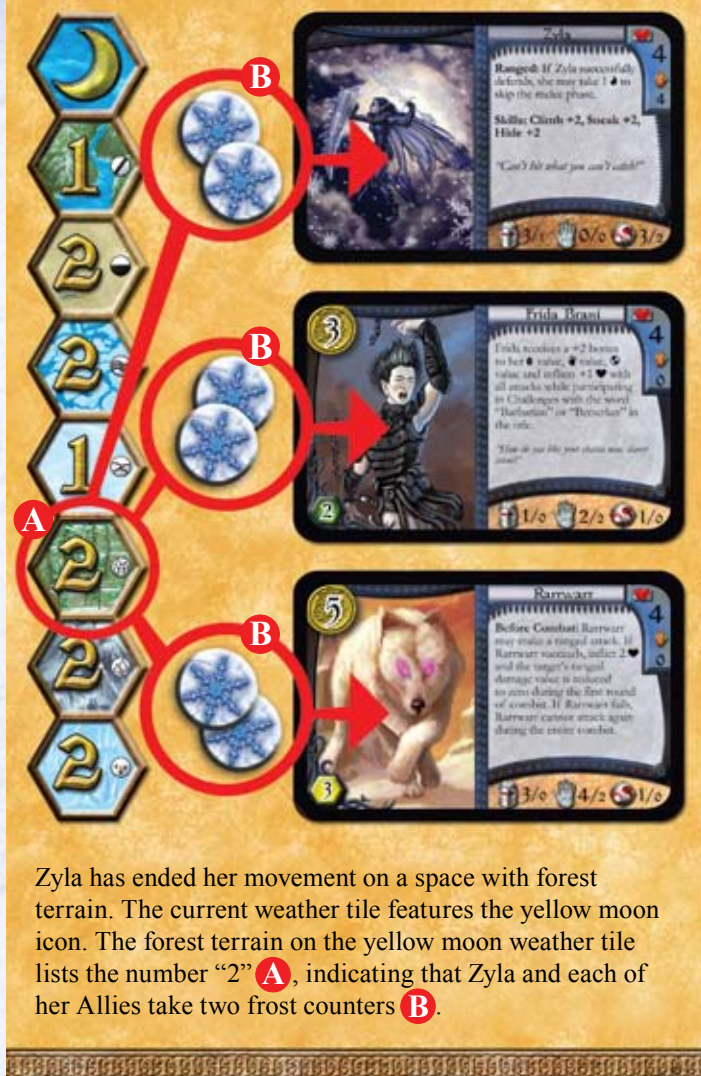 B
Zyla
4
Ranged: If Zyla successfully
defends, she may take 1 to
skip the melee phase.
4
Skills: Climb +2, Sneak +2,
Hide +2
"Can't hit what you can't catch!"
3/1 0/0 3/2
1
2
2
1
A
2
2
2
B
3
Frida Brani
4
Frida receives a +2 bonus
to her value, value,
value and inflicts +1 with
all attacks while participating
in Challenges with the word
"Barbarian" or "Berserker" in
the title.
0
"How do you like your
2
1/0 2/2 1/0
B
5
Rarrwarr
4
Before Combat: Rarrwarr
may make a ranged attack. If
Rarrwarr succeeds, inflict 2
and the target's ranged
damage value is reduced
to zero during the first round
of combat. If Rarrwarr fails,
Rarrwarr cannot attack again
during the entire combat.
0
3
3/0 4/2 1/0
Zyla has ended her movement on a space with forest
terrain. The current weather tile features the yellow moon
icon. The forest terrain on the yellow moon weather tile
lists the number “2” A, indicating that Zyla and each of
her Allies take two frost counters B.